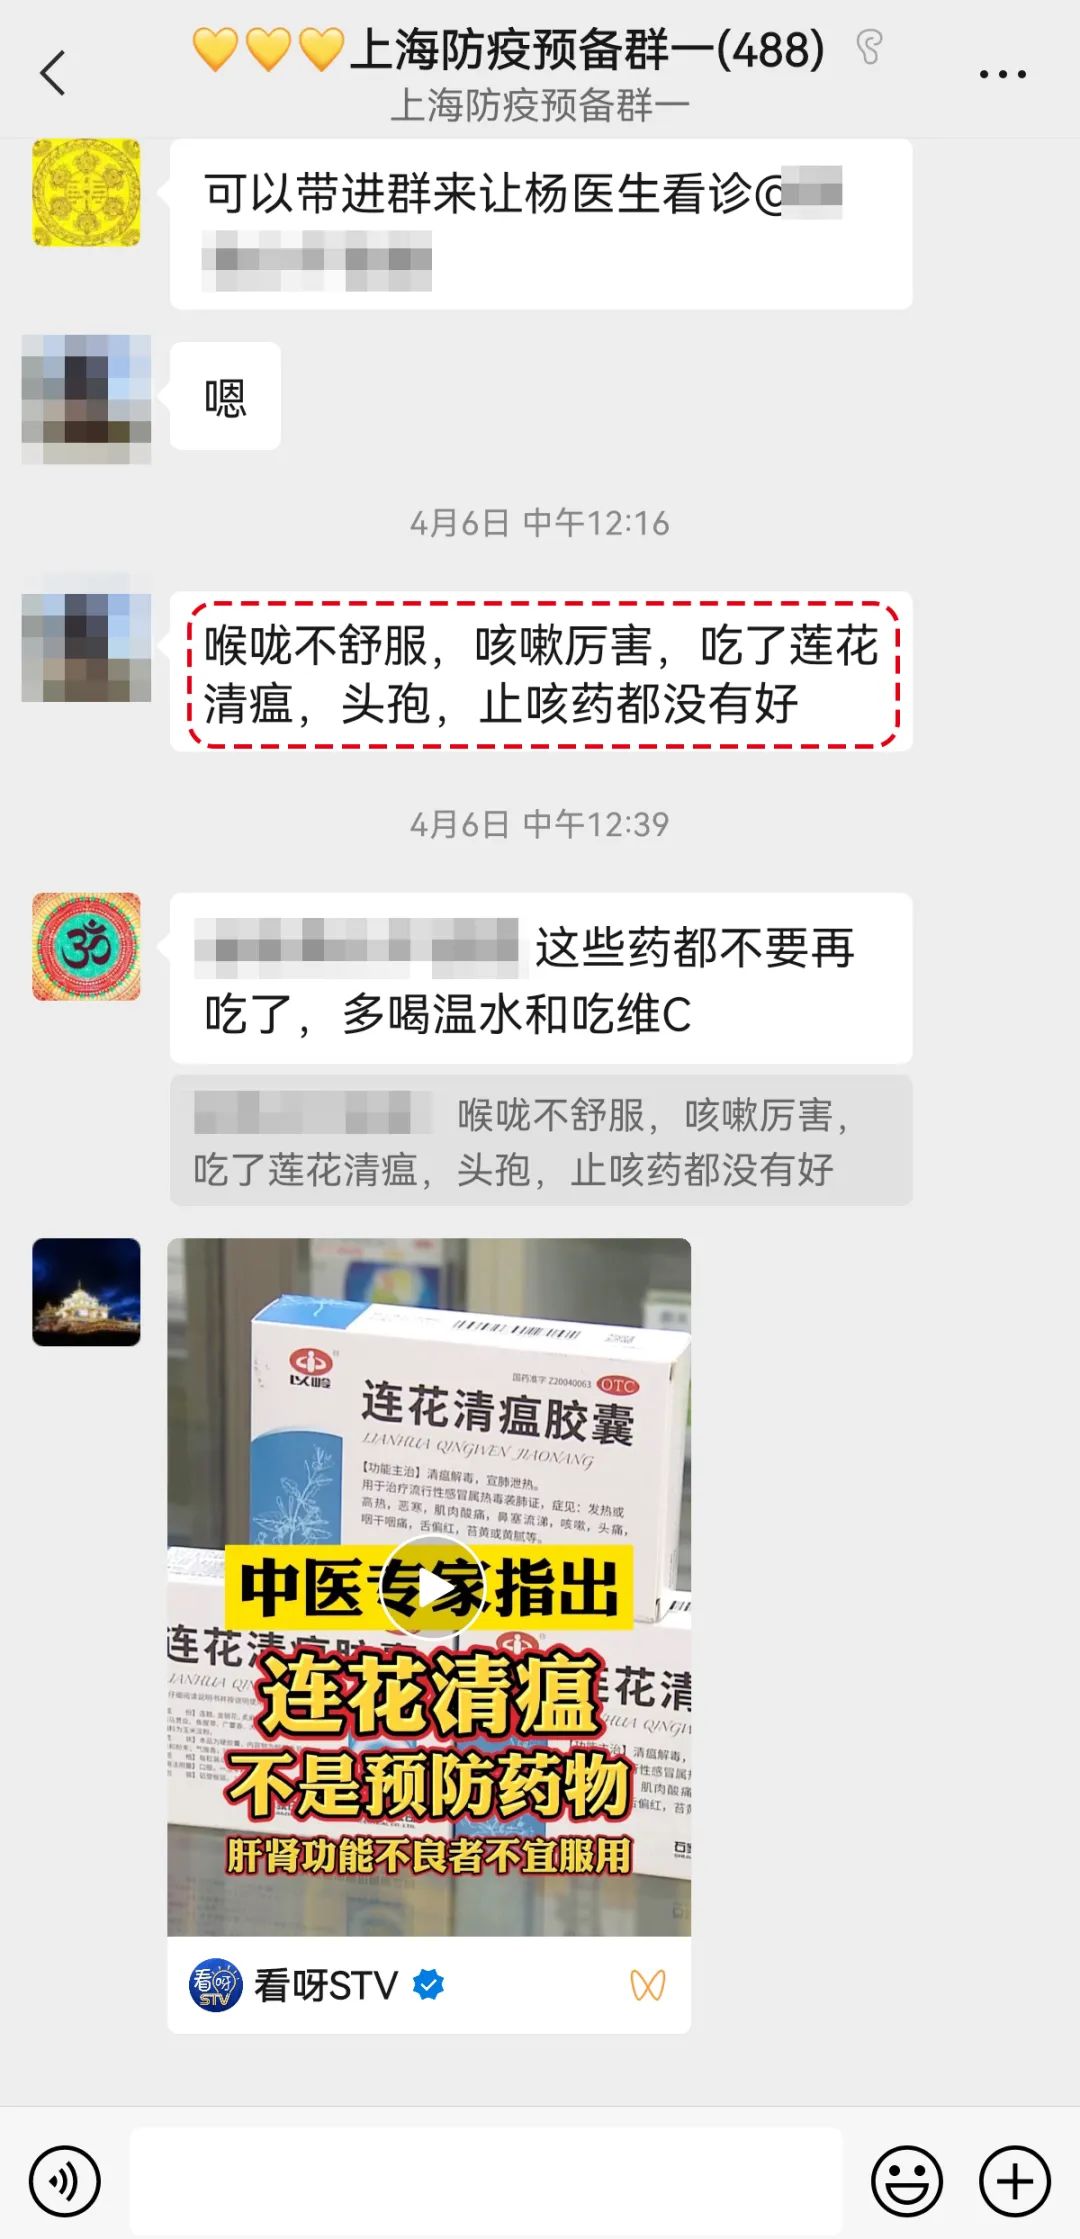 💛💛💛上海防疫预备群一(488)
上海防疫预备群一
可以带进群来让杨医生看诊@
嗯
4月6日 中午12:16
喉咙不舒服，咳嗽厉害，吃了莲花
清瘟，头孢，止咳药都没有好
4月6日 中午12:39
这些药都不要再
吃了，多喝温水和吃维C
喉咙不舒服，咳嗽厉害，
吃了莲花清瘟，头孢，止咳药都没有好
以岭
国药准字 Z20040063 OTC
连花清瘟胶囊
LIANHUA QINGWEN JIAONANG
【功能主治】清瘟解毒，宣肺泄热。
用于治疗流行性感冒属热毒袭肺证，症见：发热或
高热，恶寒，肌肉酸痛，鼻塞流涕，咳嗽，头痛，
咽干咽痛，舌偏红，苔黄或黄腻等。
中医专家指出
连花清瘟
不是预防药物
肝肾功能不良者不宜服用
看呀STV
看呀STV